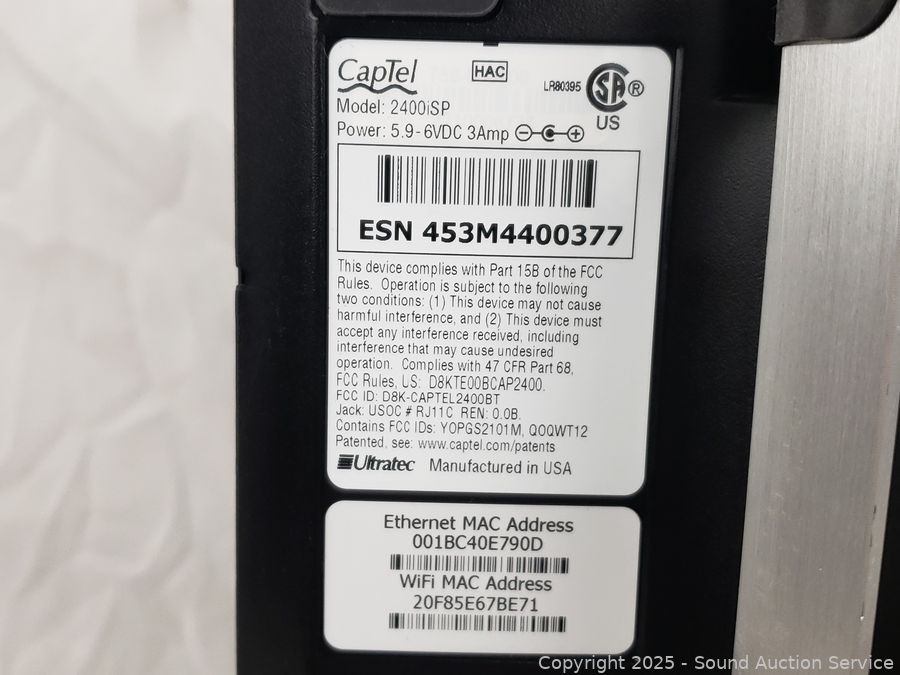 CapTel
HAC
LR80395
SA ®
US
Model: 2400iSP
Power: 5.9-6VDC 3Amp
ESN 453M4400377
This device complies with Part 15B of the FCC
Rules. Operation is subject to the following
two conditions: (1) This device may not cause
harmful interference, and (2) This device must
accept any interference received, including
interference that may cause undesired
operation. Complies with 47 CFR Part 68,
FCC Rules, US: D8KTE00BCAP2400.
FCC ID: D8K-CAPTEL2400BT
Jack: USOC # RJ11C REN: 0.0B.
Contains FCC IDs: YOPGS2101M, QOQWT12
Patented, see: www.captel.com/patents
Ultratec Manufactured in USA
Ethernet MAC Address
001BC40E790D
WiFi MAC Address
20F85E67BE71
Copyright 2025 - Sound Auction Service